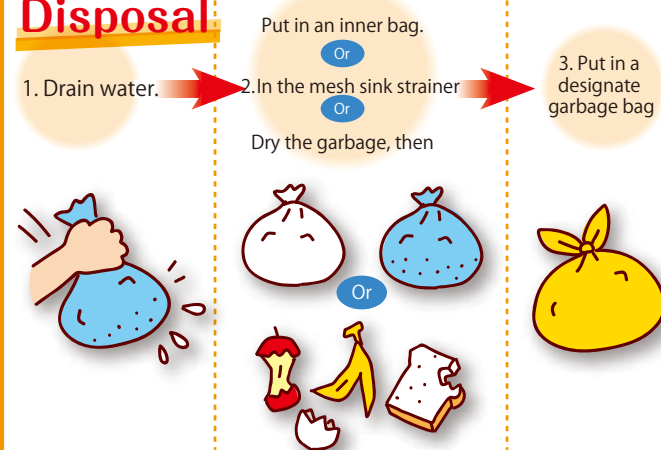 Disposal
1. Drain water.
Put in an inner bag.
Or
2.In the mesh sink strainer
Or
Dry the garbage, then
Or
3. Put in a
designate
garbage bag